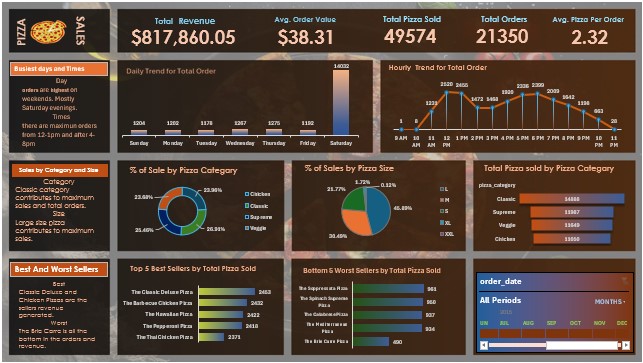 PIZZA
SALES
Total Revenue
$817,860.05
Avg. Order Value
$38.31
Total Pizza Sold
49574
Total Orders
21350
Avg. Pizza Per Order
2.32
Busiest days and Times
Day
orders are highest on
weekends. Mostly
Saturday evenings.
Times
there are maximun orders
from 12-1pm and after 4-
8pm
Daily Trend for Total Order
14032
1204
1202
1178
1267
1275
1192
Sunday
Monday
Tuesday
Wednesday
Thursday
Friday
Saturday
Hourly Trend for Total Order
1
8
1223
2520
2455
1472
1468
2336
2399
2009
1642
1198
663
28
9 AM
10 AM
11 AM
12 PM
1 PM
2 PM
3 PM
4 PM
5 PM
6 PM
7 PM
8 PM
9 PM
10 PM
11 PM
Sales by Category and Size
Category
Classic category
contributes to maximum
sales and total orders.
Size
Large size pizza
contributes to maximum
sales.
% of Sale by Pizza Category
23.68%
23.96%
25.46%
26.91%
Chicken
Classic
Supreme
Veggie
% of Sales by Pizza Size
1.72%
0.12%
21.77%
45.89%
30.49%
L
M
S
XL
XXL
Total Pizza sold by Pizza Category
pizza_category
Classic
14888
Supreme
11987
Veggie
11649
Chicken
11050
Best And Worst Sellers
Best
Classic Deluxe and
Chicken Pizzas are the
sellers revenue
generated.
Worst
The Brie Carre is all the
bottom in the orders and
revenue.
Top 5 Best Sellers by Total Pizza Sold
The Classic Deluxe Pizza
2453
The Barbecue Chicken Pizza
2432
The Hawaiian Pizza
2422
The Pepperoni Pizza
2418
The Thai Chicken Pizza
2371
Bottom 5 Worst Sellers by Total Pizza Sold
The Soppressata Pizza
961
The Spinach Supreme
Pizza
950
The Calabrese Pizza
937
The Mediterranean
Pizza
934
The Brie Carre Pizza
490
order_date
All Periods
MONTHS
2015
JUN
JUL
AUG
SEP
OCT
NOV
DEC